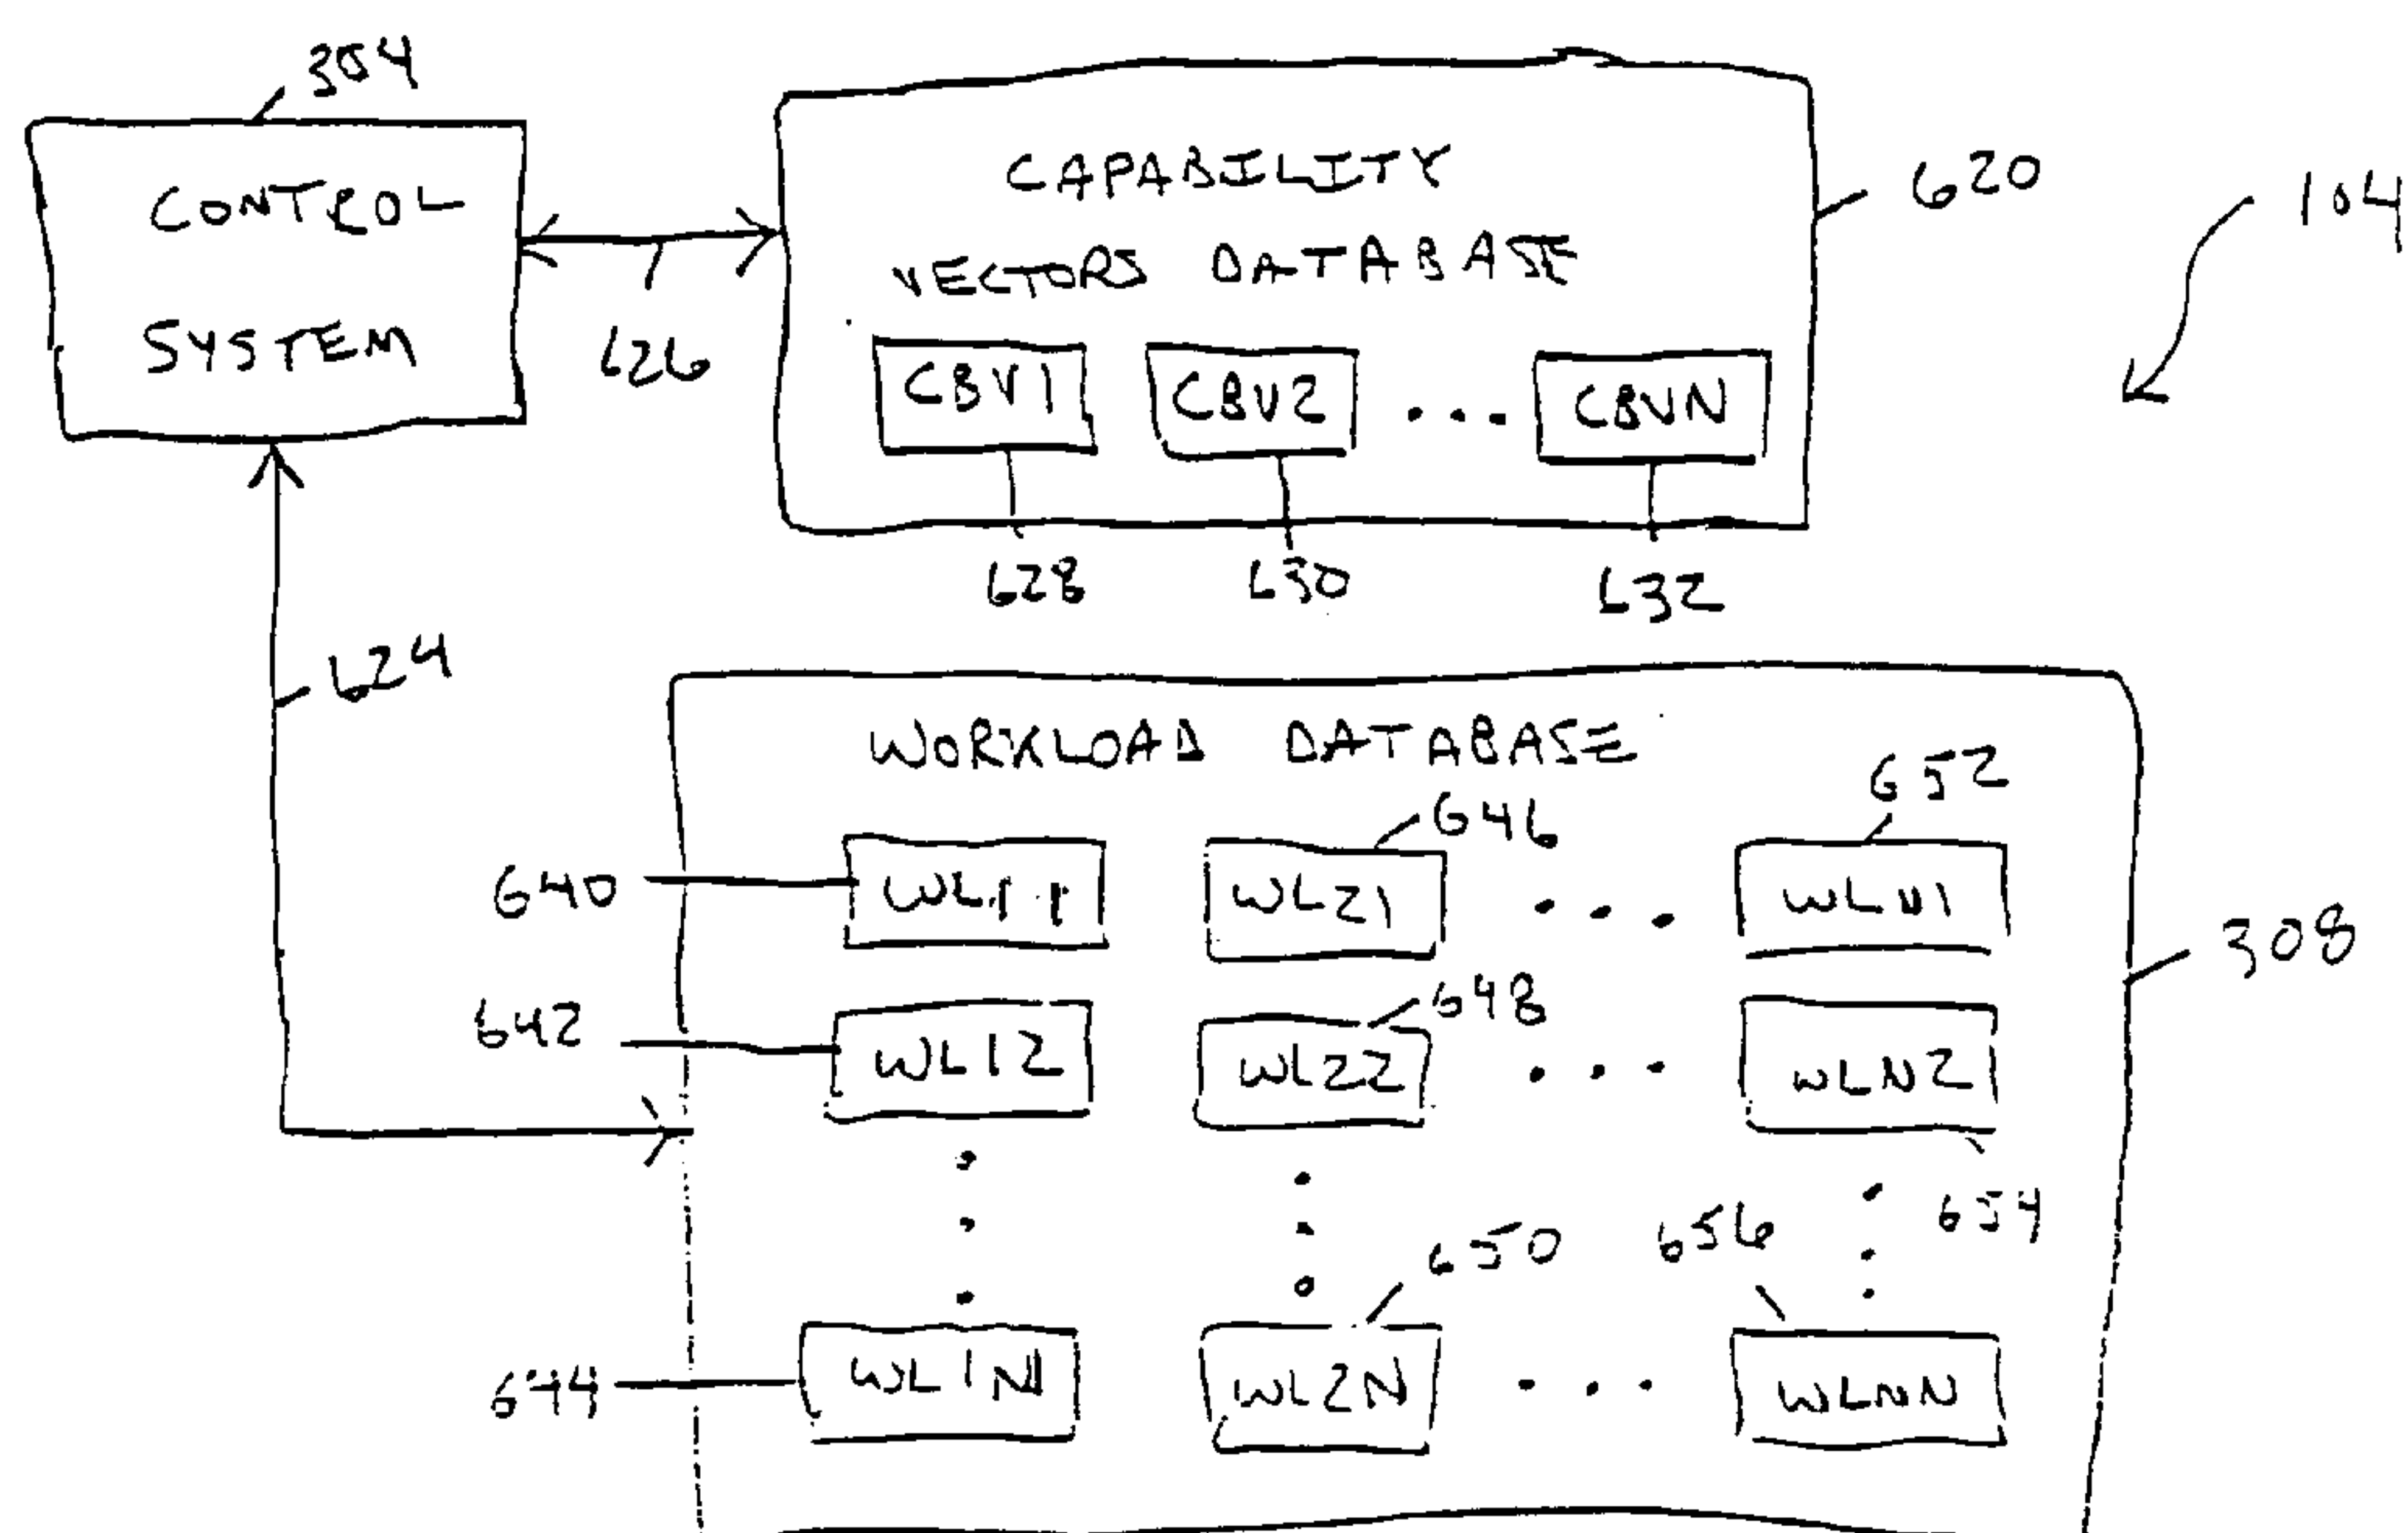 304
CONTROL
SYSTEM
626
CAPABILITY
VECTORS DATABASE
CBV1 CBV2 ... CBVN
620
104
628 630 632
624
WORKLOAD DATABASE
640 WL11 646 WL21 ... 652 WLN1
308
642 WL12 648 WL22 ... WLN2
654
644 WL1N 650 WL2N ... 656 WLNN